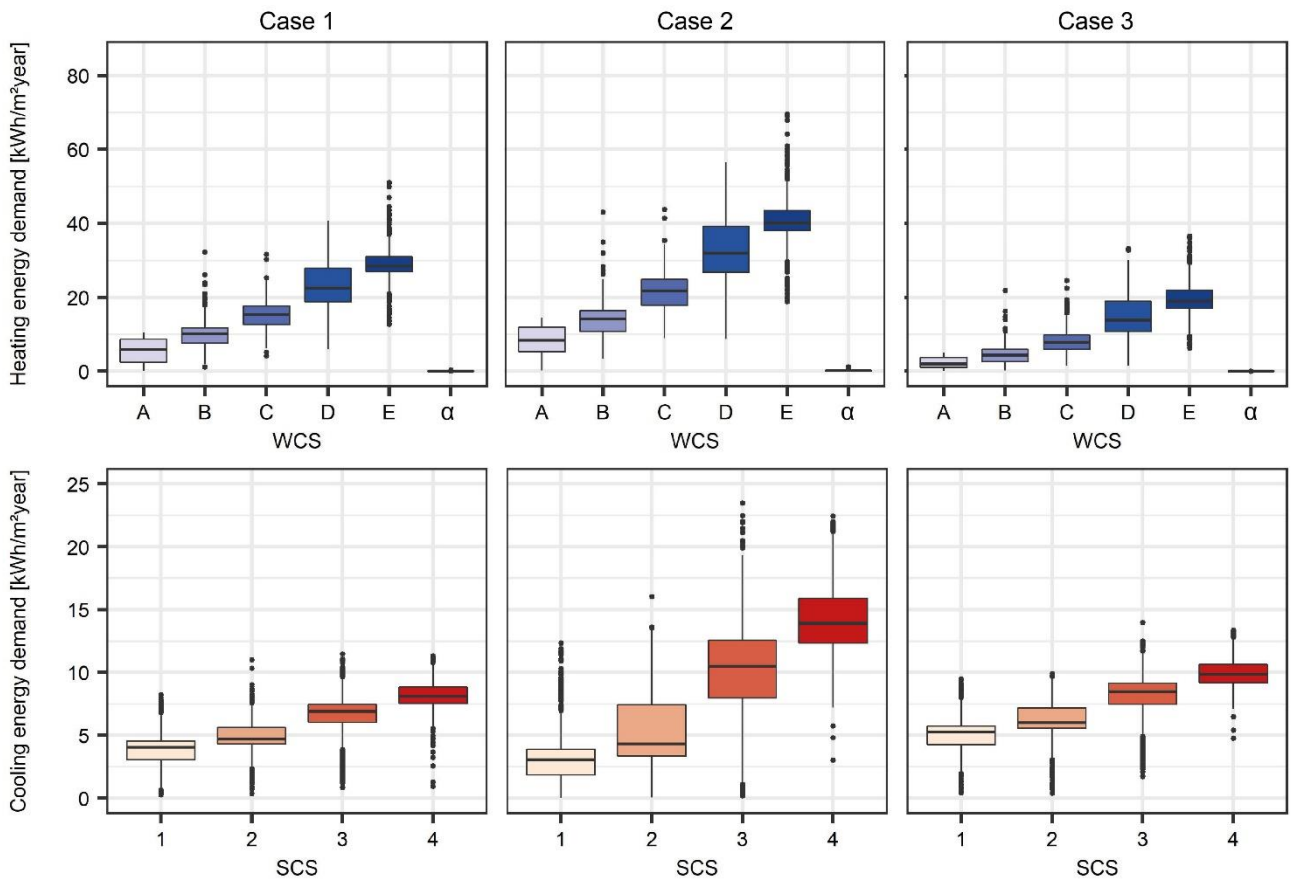 Case 1
Case 2
Case 3
Heating energy demand [kWh/m²year]
80
60
40
20
0
A B C D E α
WCS
A B C D E α
WCS
A B C D E α
WCS
Cooling energy demand [kWh/m²year]
25
20
15
10
5
0
1 2 3 4
SCS
1 2 3 4
SCS
1 2 3 4
SCS